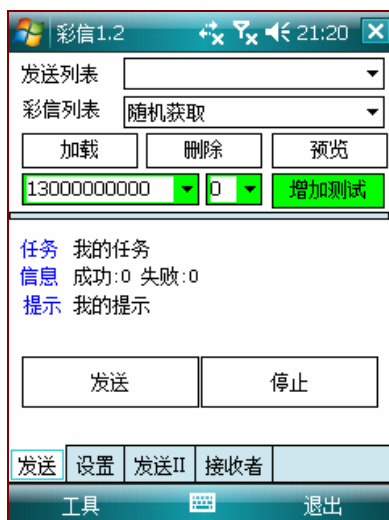 彩信1.2 21:20
发送列表
彩信列表 随机获取
加载 删除 预览
13000000000 0 增加测试
任务 我的任务
信息 成功:0 失败:0
提示 我的提示
发送 停止
发送 设置 发送II 接收者
工具 退出